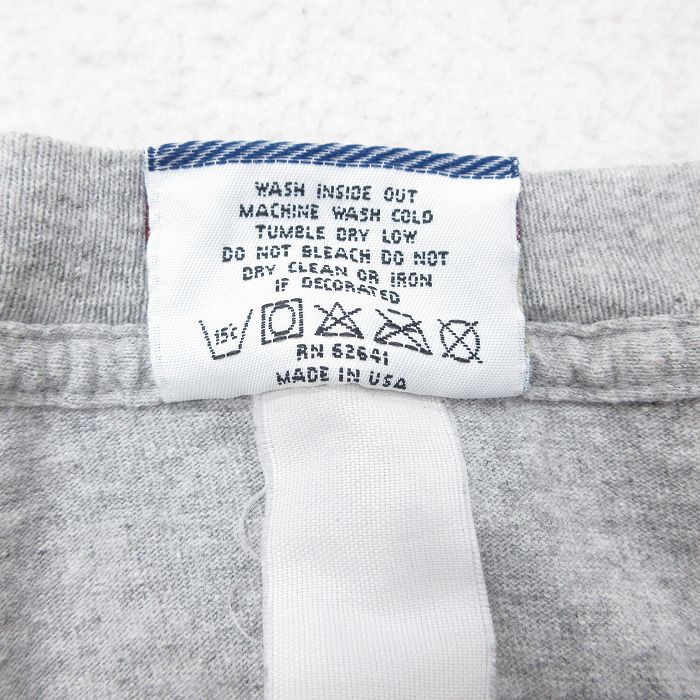 WASH INSIDE OUT
MACHINE WASH COLD
TUMBLE DRY LOW
DO NOT BLEACH DO NOT
DRY CLEAN OR IRON
IF DECORATED
15°C
RN 62641
MADE IN USA